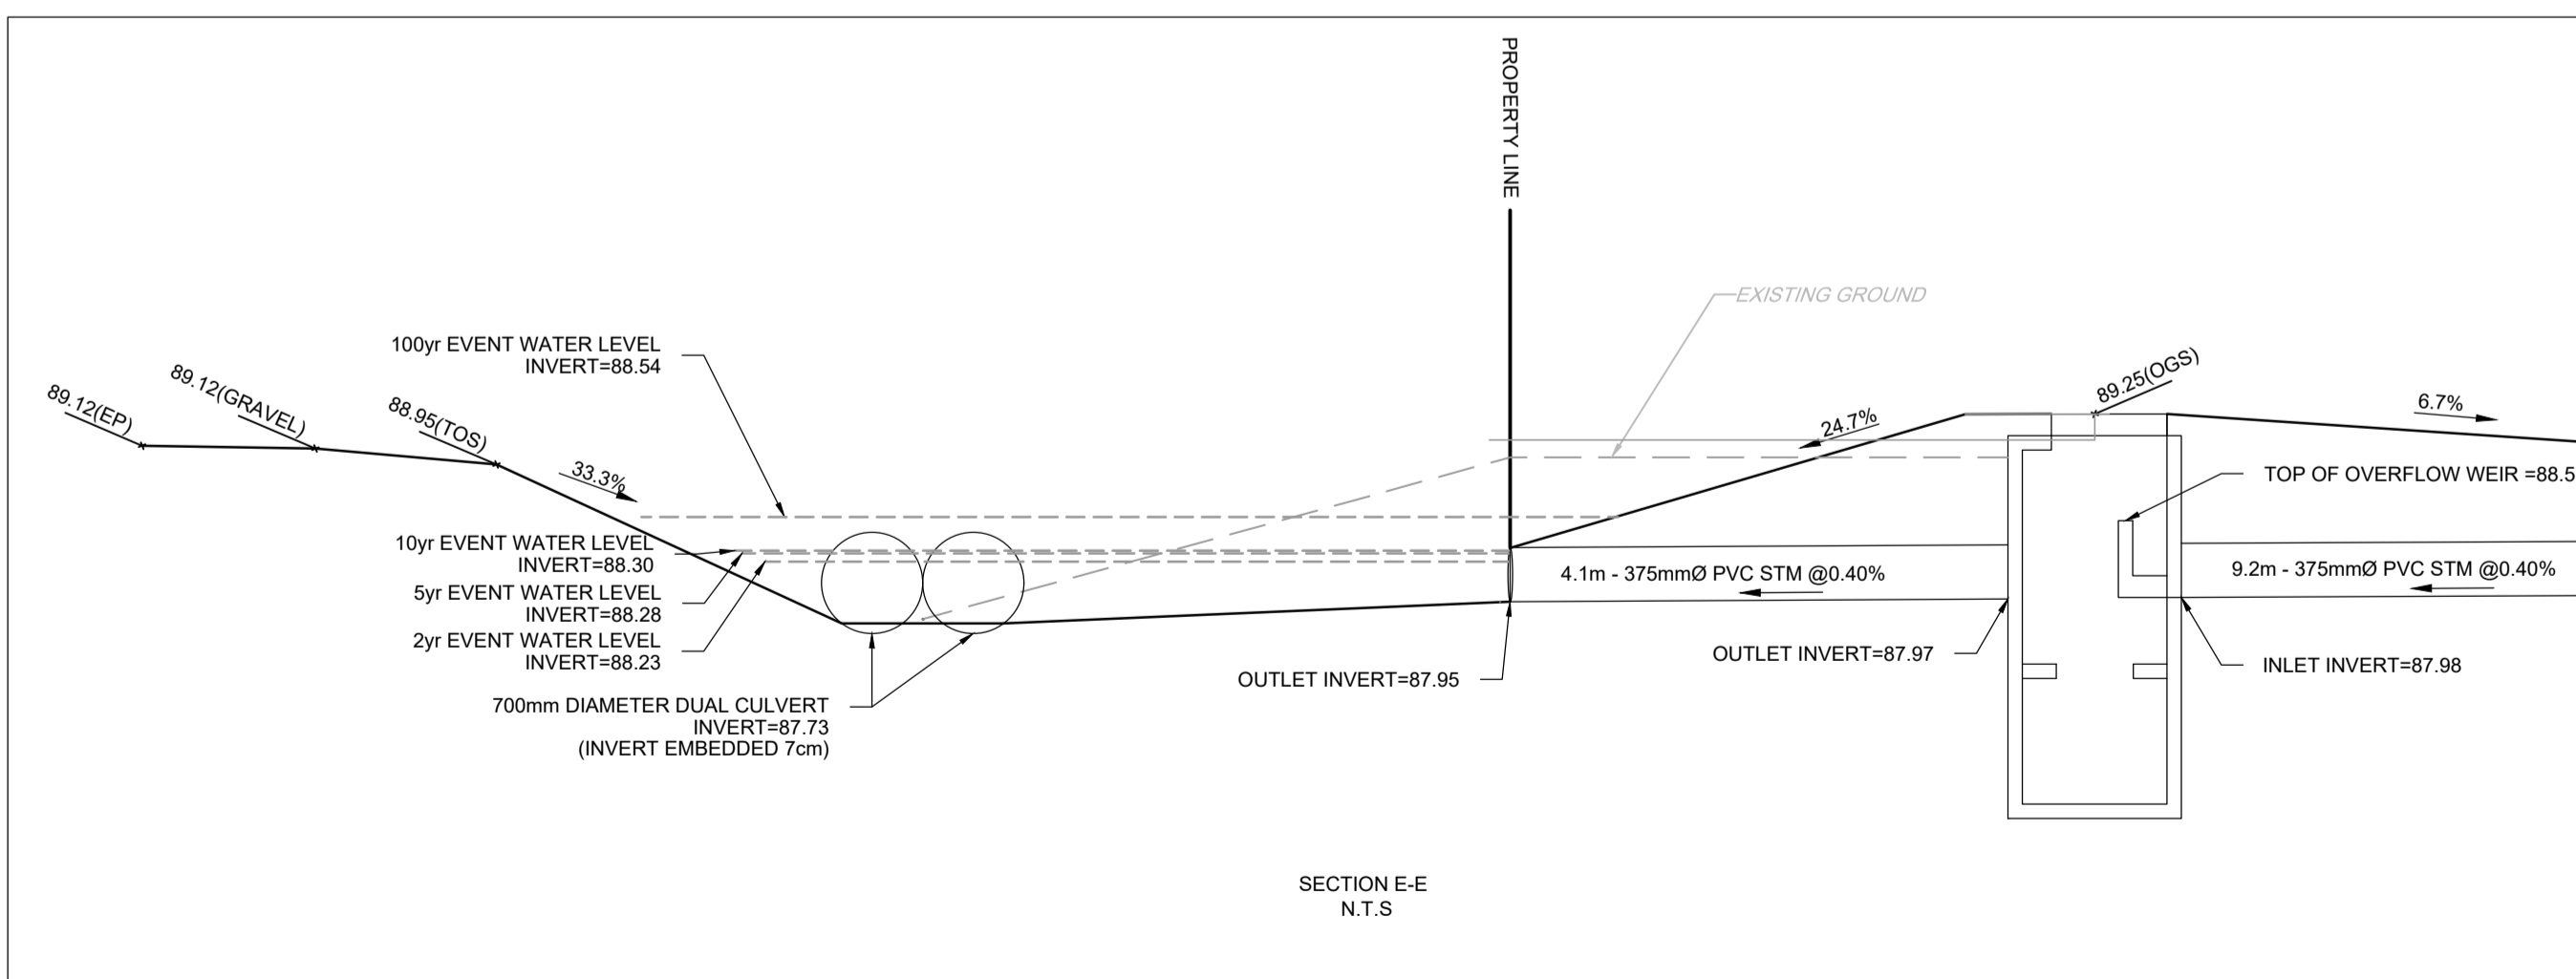 PROPERTY LINE
EXISTING GROUND
100yr EVENT WATER LEVEL
INVERT=88.54
89.12(EP)
89.12(GRAVEL)
88.95(TOS)
33.3%
89.25(OGS)
24.7%
6.7%
TOP OF OVERFLOW WEIR =88.5
10yr EVENT WATER LEVEL
INVERT=88.30
5yr EVENT WATER LEVEL
INVERT=88.28
2yr EVENT WATER LEVEL
INVERT=88.23
4.1m - 375mmØ PVC STM @0.40%
9.2m - 375mmØ PVC STM @0.40%
OUTLET INVERT=87.95
OUTLET INVERT=87.97
INLET INVERT=87.98
700mm DIAMETER DUAL CULVERT
INVERT=87.73
(INVERT EMBEDDED 7cm)
SECTION E-E
N.T.S